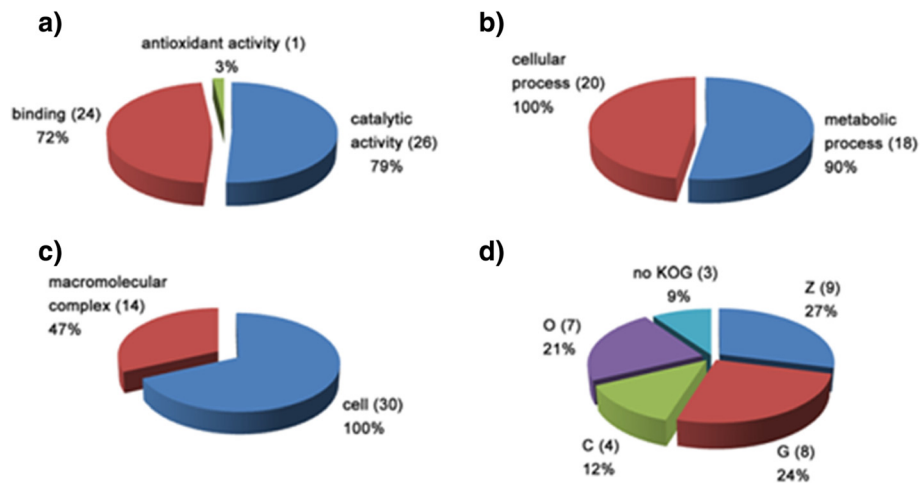 a)
antioxidant activity (1)
3%
binding (24)
72%
catalytic
activity (26)
79%
b)
cellular
process (20)
100%
metabolic
process (18)
90%
c)
macromolecular
complex (14)
47%
cell (30)
100%
d)
no KOG (3)
9%
Z (9)
27%
O (7)
21%
C (4)
12%
G (8)
24%